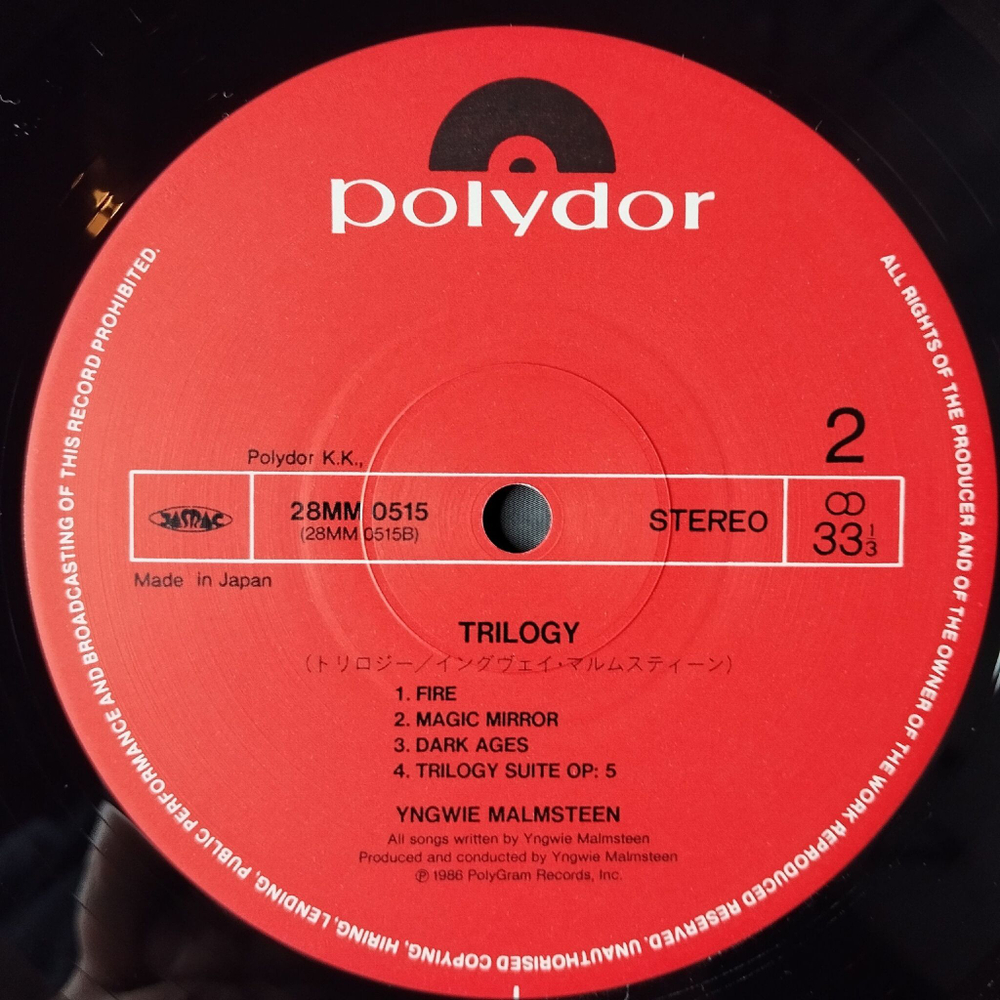 polydor
ALL RIGHTS OF THE PRODUCER AND OF THE OWNER OF THE WORK REPRODUCED RESERVED. UNAUTHORISED COPYING, HIRING, LENDING, PUBLIC PERFORMANCE AND BROADCASTING OF THIS RECORD PROHIBITED.
2
Polydor K.K.,
JASRAC
28MM 0515
(28MM 0515B)
STEREO
33 1/3
Made in Japan
TRILOGY
(トリロジー/イングヴェイ・マルムスティーン)
1. FIRE
2. MAGIC MIRROR
3. DARK AGES
4. TRILOGY SUITE OP: 5
YNGWIE MALMSTEEN
All songs written by Yngwie Malmsteen
Produced and conducted by Yngwie Malmsteen
℗ 1986 PolyGram Records, Inc.